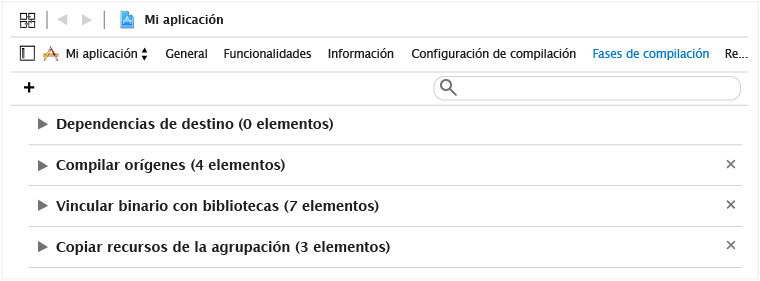 Mi aplicación
Mi aplicación General Funcionalidades Información Configuración de compilación Fases de compilación Re...
+
Dependencias de destino (0 elementos)
Compilar orígenes (4 elementos)
Vincular binario con bibliotecas (7 elementos)
Copiar recursos de la agrupación (3 elementos)